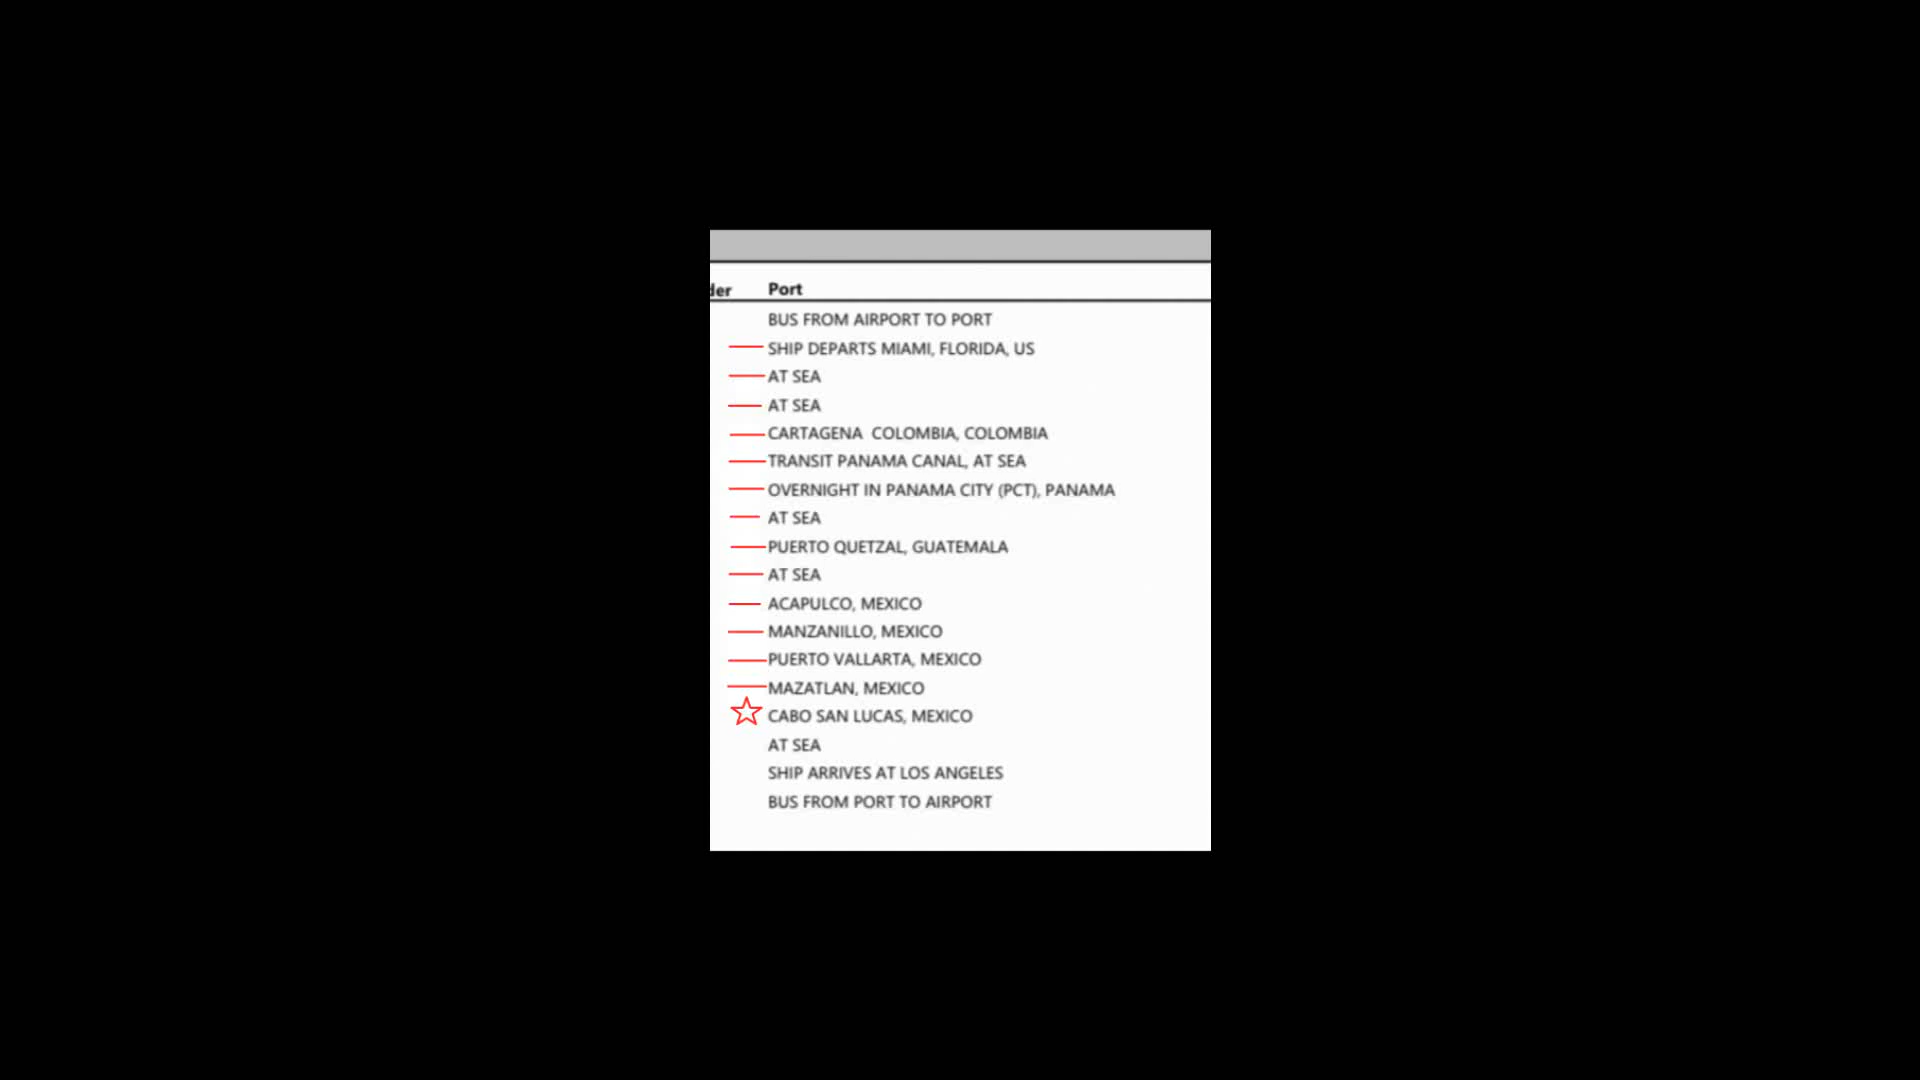 der Port
BUS FROM AIRPORT TO PORT
SHIP DEPARTS MIAMI, FLORIDA, US
AT SEA
AT SEA
CARTAGENA  COLOMBIA, COLOMBIA
TRANSIT PANAMA CANAL, AT SEA
OVERNIGHT IN PANAMA CITY (PCT), PANAMA
AT SEA
PUERTO QUETZAL, GUATEMALA
AT SEA
ACAPULCO, MEXICO
MANZANILLO, MEXICO
PUERTO VALLARTA, MEXICO
MAZATLAN, MEXICO
CABO SAN LUCAS, MEXICO
AT SEA
SHIP ARRIVES AT LOS ANGELES
BUS FROM PORT TO AIRPORT